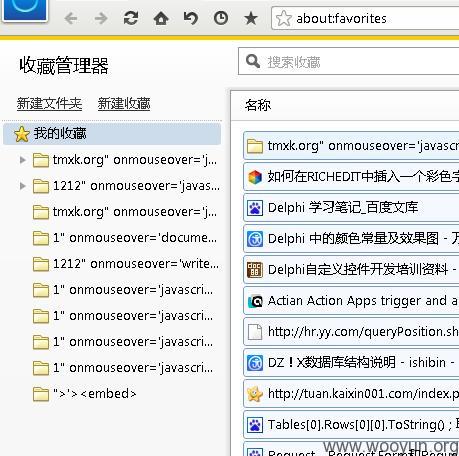 about:favorites
收藏管理器
搜索收藏
新建文件夹 新建收藏
名称
我的收藏
tmxk.org" onmouseover='j...
1212" onmouseover='javas...
tmxk.org" onmouseover='j...
1" onmouseover='docume...
1212" onmouseover='write...
1" onmouseover='javascri...
1" onmouseover='javascri...
1" onmouseover='javascri...
1" onmouseover='javascri...
">'><embed>
tmxk.org" onmouseover='javasc
如何在RICHEDIT中插入一个彩色字
Delphi 学习笔记_百度文库
Delphi 中的颜色常量及效果图 - 万
Delphi自定义控件开发培训资料 -
Actian Action Apps trigger and a
http://hr.yy.com/queryPosition.sh
DZ！X数据库结构说明 - ishibin -
http://tuan.kaixin001.com/index.p
Tables[0].Rows[0][0].ToString() ;
Request
www.wooyun.org